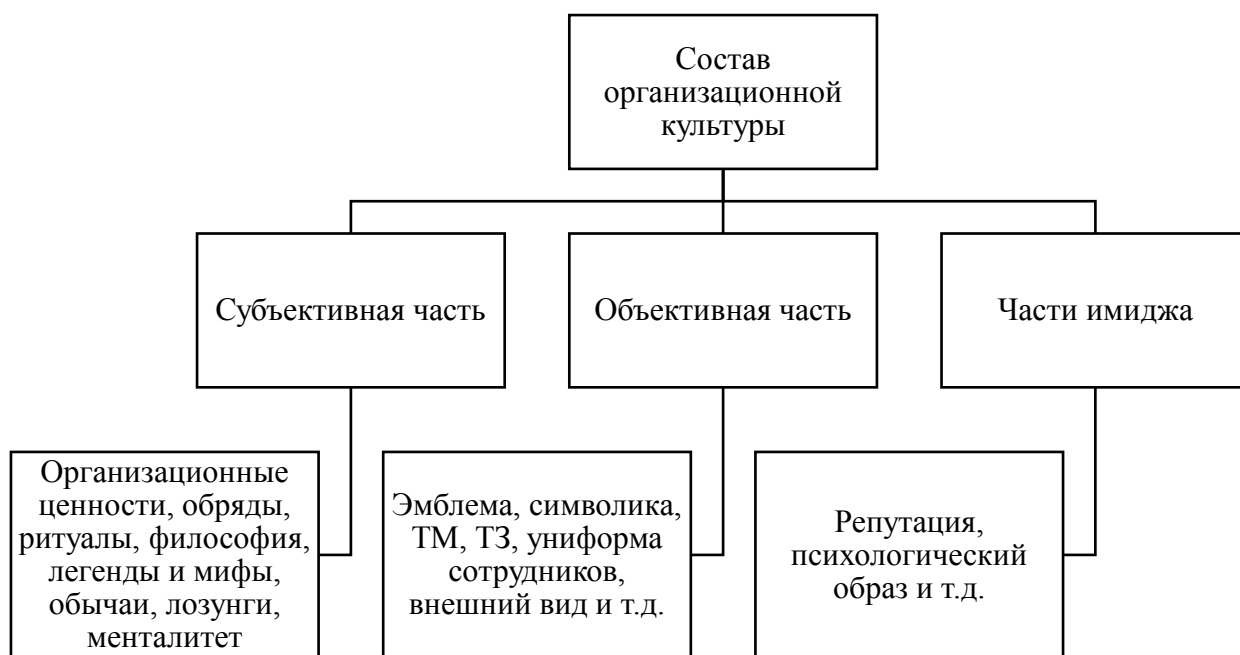 Состав
организационной
культуры
Субъективная часть
Объективная часть
Части имиджа
Организационные
ценности, обряды,
ритуалы, философия,
легенды и мифы,
обычаи, лозунги,
менталитет
Эмблема, символика,
ТМ, ТЗ, униформа
сотрудников,
внешний вид и т.д.
Репутация,
психологический
образ и т.д.